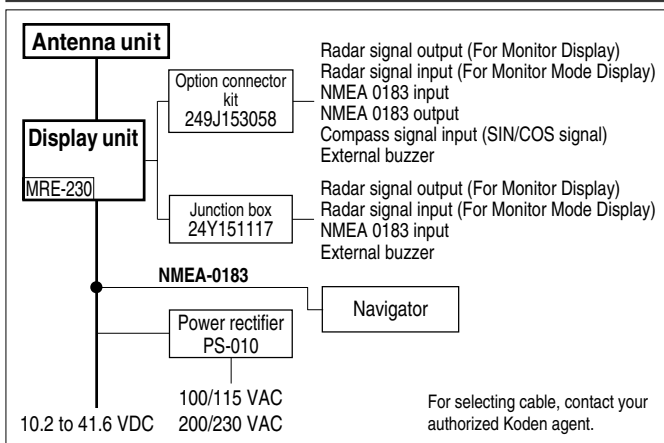 Antenna unit
Display unit
MRE-230
Option connector
kit
249J153058
Radar signal output (For Monitor Display)
Radar signal input (For Monitor Mode Display)
NMEA 0183 input
NMEA 0183 output
Compass signal input (SIN/COS signal)
External buzzer
Junction box
24Y151117
Radar signal output (For Monitor Display)
Radar signal input (For Monitor Mode Display)
NMEA 0183 input
External buzzer
NMEA-0183
Navigator
Power rectifier
PS-010
10.2 to 41.6 VDC
100/115 VAC
200/230 VAC
For selecting cable, contact your
authorized Koden agent.